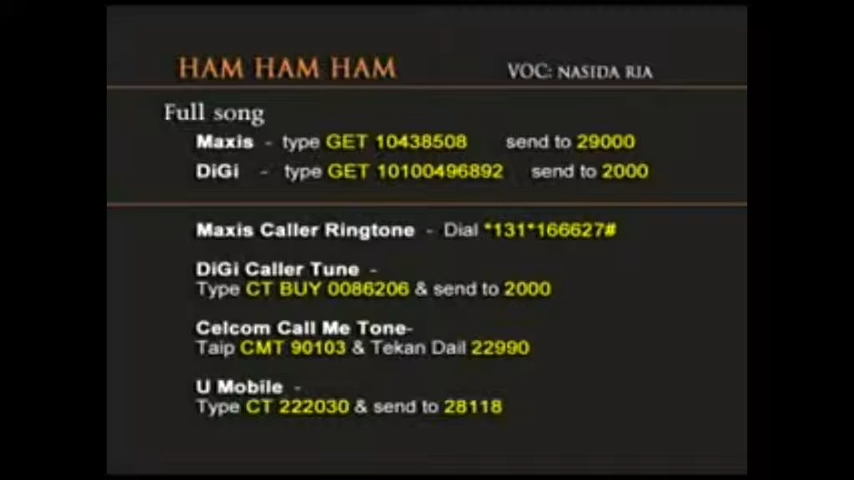 HAM HAM HAM VOC: NASIDA RIA
Full song
Maxis - type GET 10438508 send to 29000
DiGi - type GET 10100496892 send to 2000
Maxis Caller Ringtone - Dial *131*166627#
DiGi Caller Tune -
Type CT BUY 0086206 & send to 2000
Celcom Call Me Tone-
Taip CMT 90103 & Tekan Dail 22990
U Mobile -
Type CT 222030 & send to 28118